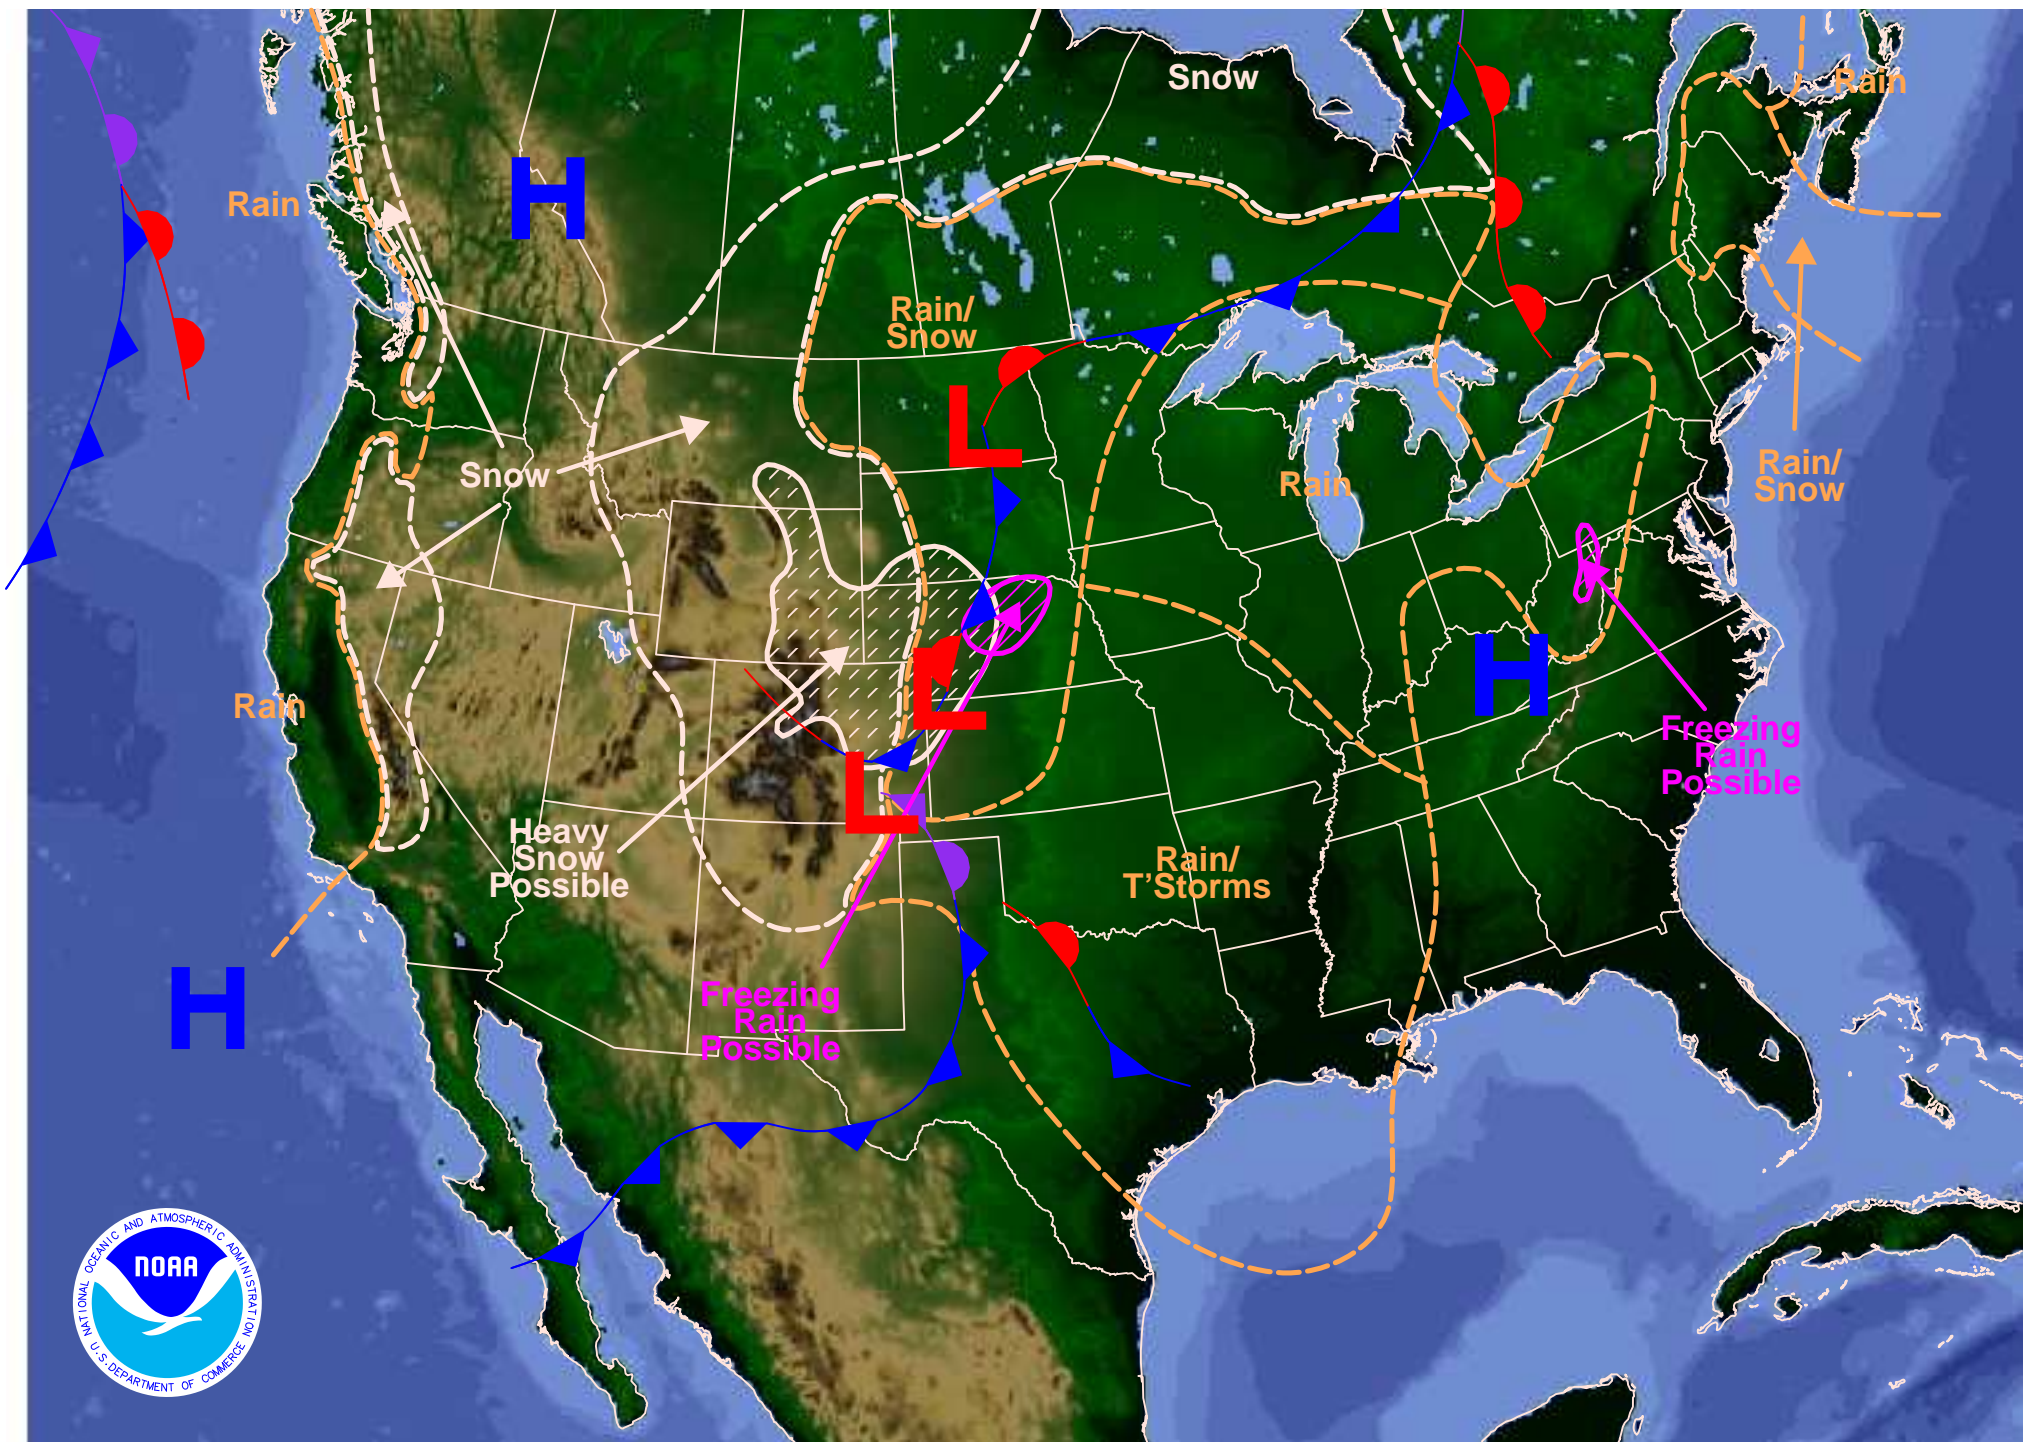 Snow
Rain
H
Rain
Rain/
Snow
L
Rain/
Snow
Snow
Rain
H
Freezing
Rain
Possible
L
Rain
L
Heavy
Snow
Possible
Rain/
T'Storms
H
Freezing
Rain
Possible
NATIONAL OCEANIC AND ATMOSPHERIC ADMINISTRATION
NOAA
U.S. DEPARTMENT OF COMMERCE